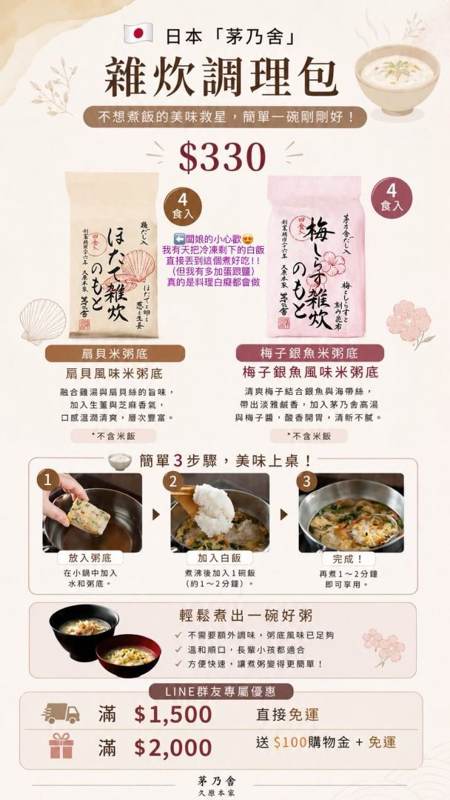 日本「茅乃舍」
雜炊調理包
不想煮飯的美味救星，簡單一碗剛剛好！
$330
4
食入
4
食入
⬅️闆娘的小心歡😍
我有天把冷凍剩下的白飯
直接丟到這個煮好吃!!
(但我有多加蛋跟鹽)
真的是料理白癡都會做
ほたて雑炊
のもと
四食入
茅乃舍
茅乃舍だし入
梅しらす雑炊
のもと
四食入
茅乃舍
扇貝米粥底
扇貝風味米粥底
融合雞湯與扇貝絲的旨味，
加入生薑與芝麻香氣，
口感溫潤清爽，層次豐富。
*不含米飯
梅子銀魚米粥底
梅子銀魚風味米粥底
清爽梅子結合銀魚與海帶絲，
帶出淡雅鹹香，加入茅乃舍高湯
與梅子醬，酸香開胃，清新不膩。
*不含米飯
簡單3步驟，美味上桌！
1
放入粥底
在小鍋中加入
水和粥底。
2
加入白飯
煮沸後加入1碗飯
（約1～2分鐘）。
3
完成！
再煮1～2分鐘
即可享用。
輕鬆煮出一碗好粥
✓ 不需要額外調味，粥底風味已足夠
✓ 溫和順口，長輩小孩都適合
✓ 方便快速，讓煮粥變得更簡單！
LINE群友專屬優惠
滿 $1,500 直接免運
滿 $2,000 送 $100購物金 + 免運
茅乃舍
久原本家